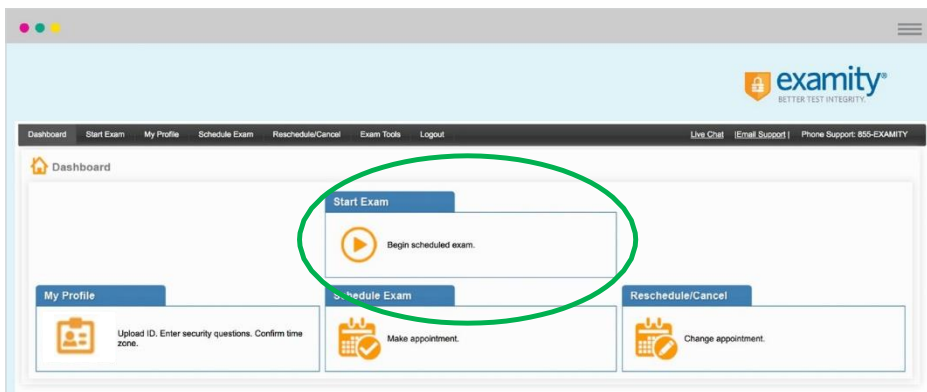 examity®
BETTER TEST INTEGRITY.
Dashboard Start Exam My Profile Schedule Exam Reschedule/Cancel Exam Tools Logout Live Chat |Email Support| Phone Support: 855-EXAMITY
Dashboard
Start Exam
Begin scheduled exam.
My Profile
Upload ID. Enter security questions. Confirm time
zone.
Schedule Exam
Make appointment.
Reschedule/Cancel
Change appointment.